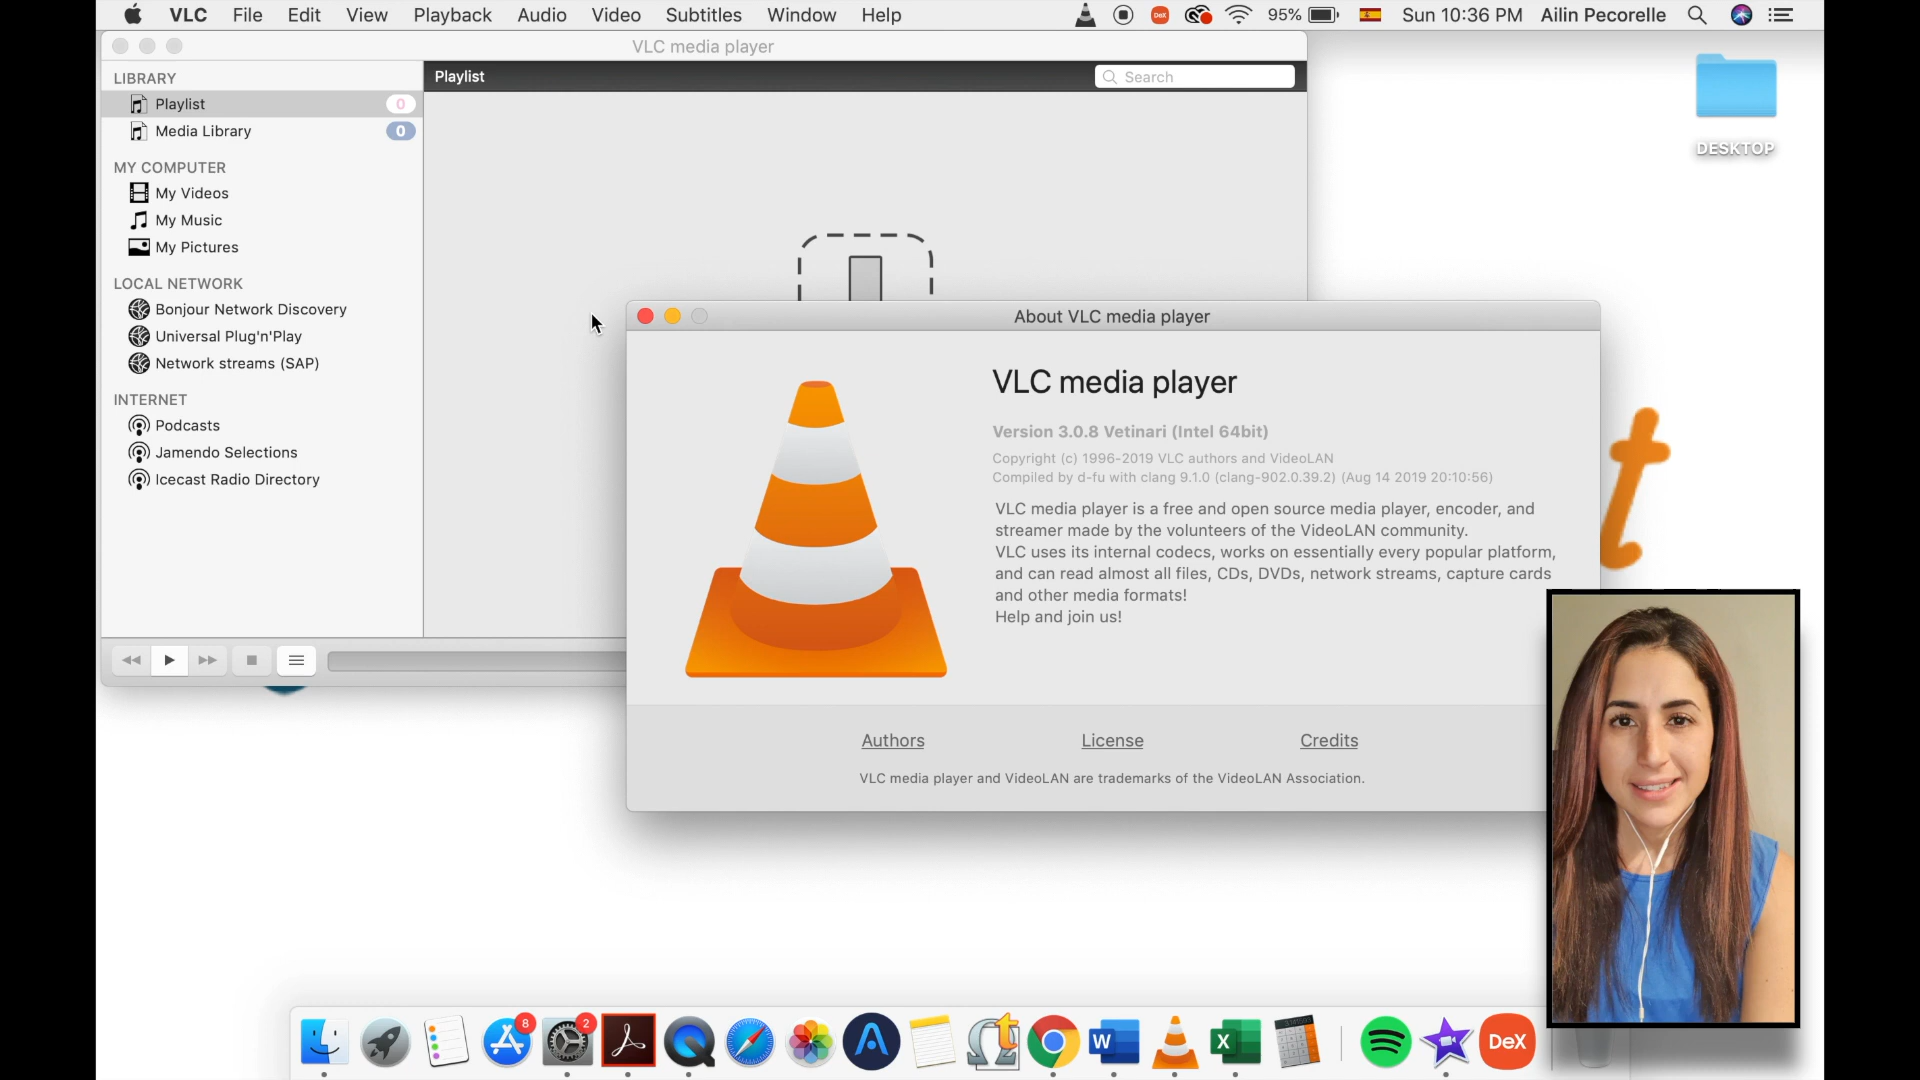 VLC File Edit View Playback Audio Video Subtitles Window Help DeX 95% Sun 10:36 PM Ailin Pecorelle
VLC media player
LIBRARY
Playlist 0
Media Library 0
MY COMPUTER
My Videos
My Music
My Pictures
LOCAL NETWORK
Bonjour Network Discovery
Universal Plug'n'Play
Network streams (SAP)
INTERNET
Podcasts
Jamendo Selections
Icecast Radio Directory
Playlist
Search
DESKTOP
About VLC media player
VLC media player
Version 3.0.8 Vetinari (Intel 64bit)
Copyright (c) 1996-2019 VLC authors and VideoLAN
Compiled by d-fu with clang 9.1.0 (clang-902.0.39.2) (Aug 14 2019 20:10:56)
VLC media player is a free and open source media player, encoder, and
streamer made by the volunteers of the VideoLAN community.
VLC uses its internal codecs, works on essentially every popular platform,
and can read almost all files, CDs, DVDs, network streams, capture cards
and other media formats!
Help and join us!
Authors License Credits
VLC media player and VideoLAN are trademarks of the VideoLAN Association.
t
8 2 t W X DeX